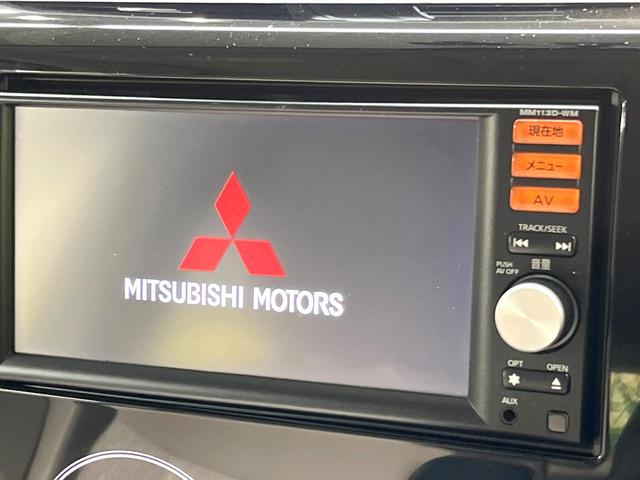 MM113D-WM
現在地
メニュー
AV
TRACK/SEEK
音量
PUSH
AV OFF
MITSUBISHI MOTORS
OPT
OPEN
AUX